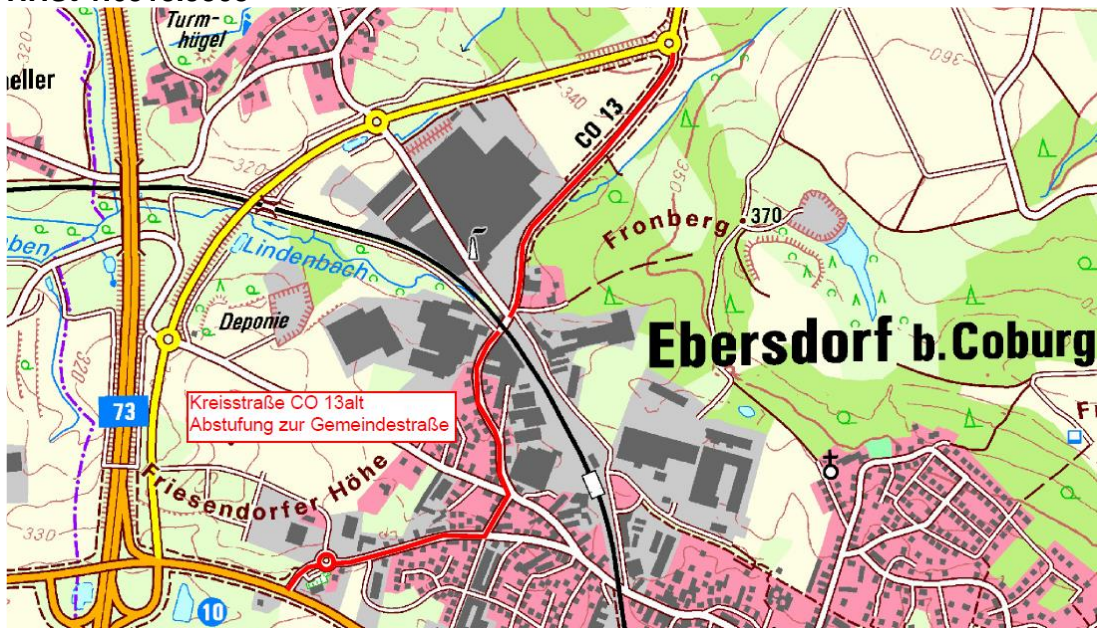 320
Turm-
hügel
eller
340
CO 13
360
320
350
Fronberg
370
Lindenbach
Deponie
320
Ebersdorf b.Coburg
73
Kreisstraße CO 13alt
Abstufung zur Gemeindestraße
Friesendorfer Höhe
330
10